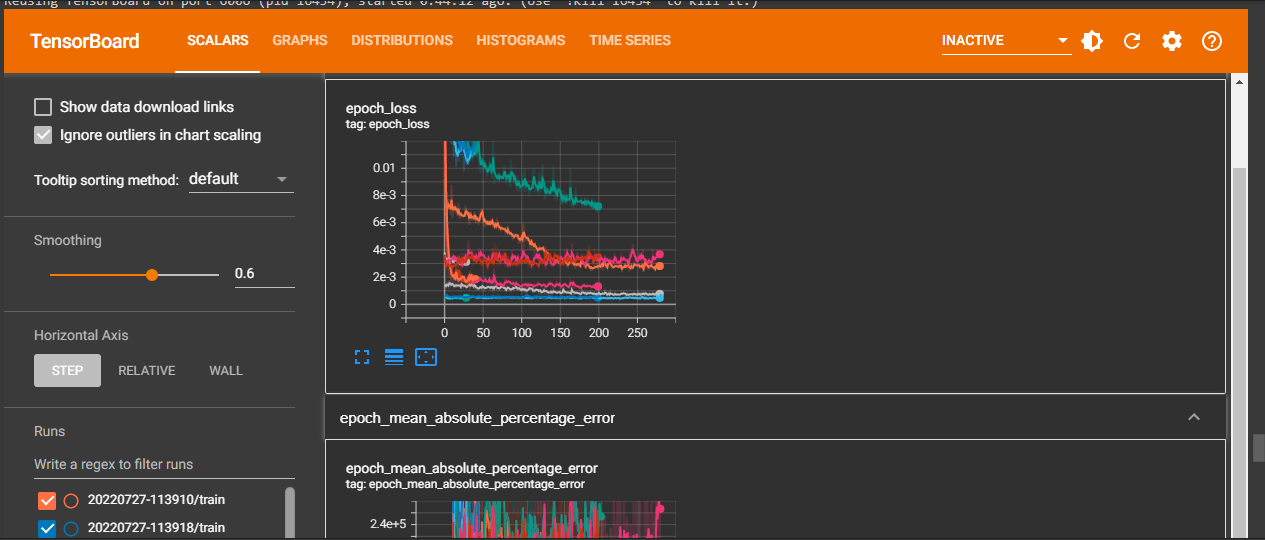 Reusing TensorBoard on port 6006 (pid 16454), started 0:44:12 ago. (Use '!kill 16454' to kill it.)
TensorBoard
SCALARS GRAPHS DISTRIBUTIONS HISTOGRAMS TIME SERIES
INACTIVE
Show data download links
Ignore outliers in chart scaling
Tooltip sorting method: default
Smoothing
0.6
Horizontal Axis
STEP RELATIVE WALL
Runs
Write a regex to filter runs
20220727-113910/train
20220727-113918/train
epoch_loss
tag: epoch_loss
0.01
8e-3
6e-3
4e-3
2e-3
0
0 50 100 150 200 250
epoch_mean_absolute_percentage_error
epoch_mean_absolute_percentage_error
tag: epoch_mean_absolute_percentage_error
2.4e+5